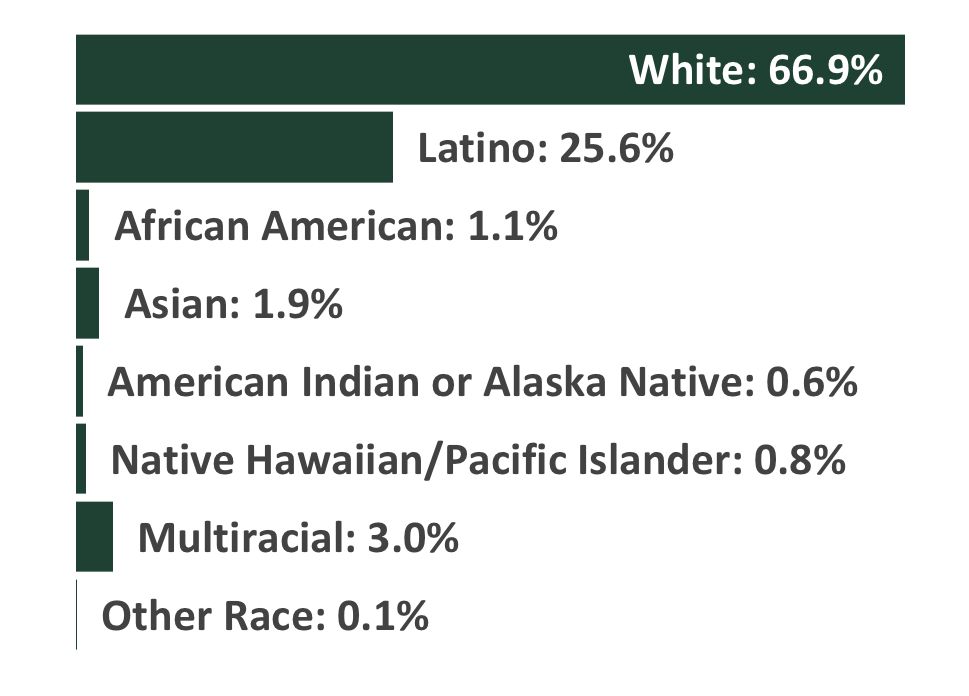 White: 66.9%
Latino: 25.6%
African American: 1.1%
Asian: 1.9%
American Indian or Alaska Native: 0.6%
Native Hawaiian/Pacific Islander: 0.8%
Multiracial: 3.0%
Other Race: 0.1%